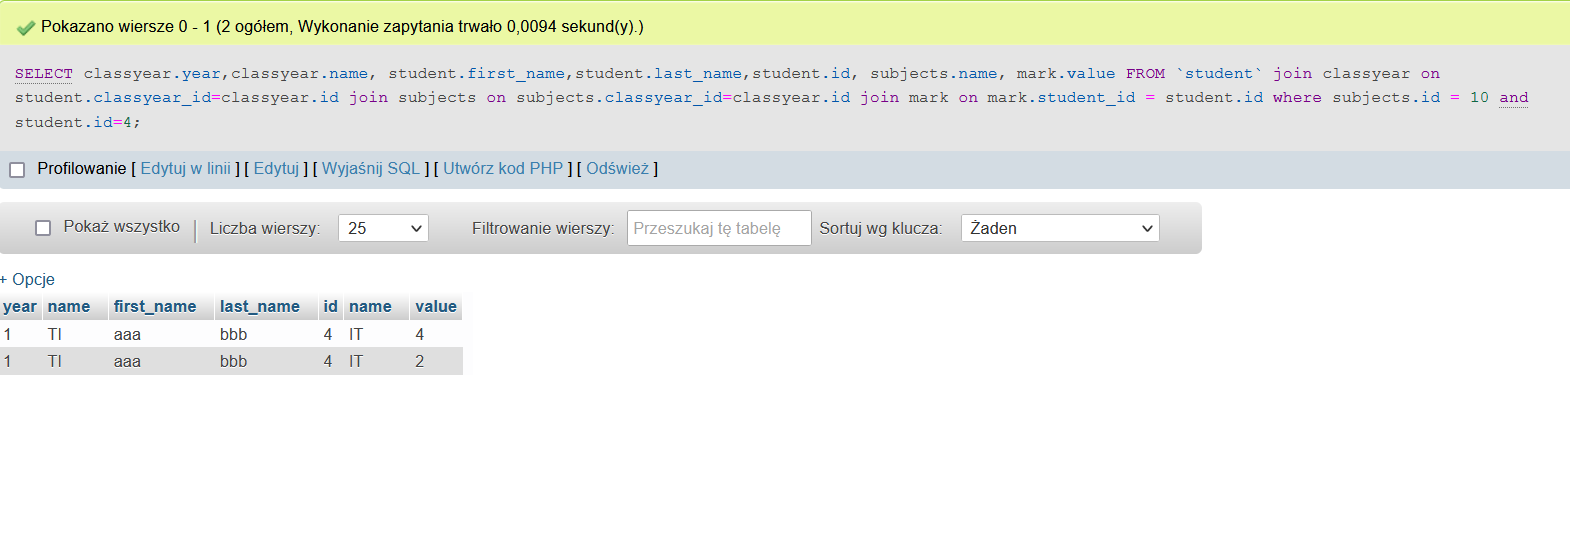 Pokazano wiersze 0 - 1 (2 ogółem, Wykonanie zapytania trwało 0,0094 sekund(y).)
SELECT classyear.year,classyear.name, student.first_name,student.last_name,student.id, subjects.name, mark.value FROM `student` join classyear on
student.classyear_id=classyear.id join subjects on subjects.classyear_id=classyear.id join mark on mark.student_id = student.id where subjects.id = 10 and
student.id=4;
Profilowanie [ Edytuj w linii ] [ Edytuj ] [ Wyjaśnij SQL ] [ Utwórz kod PHP ] [ Odśwież ]
Pokaż wszystko Liczba wierszy: 25 Filtrowanie wierszy: Przeszukaj tę tabelę Sortuj wg klucza: Żaden
+ Opcje
year name first_name last_name id name value
1 TI aaa bbb 4 IT 4
1 TI aaa bbb 4 IT 2